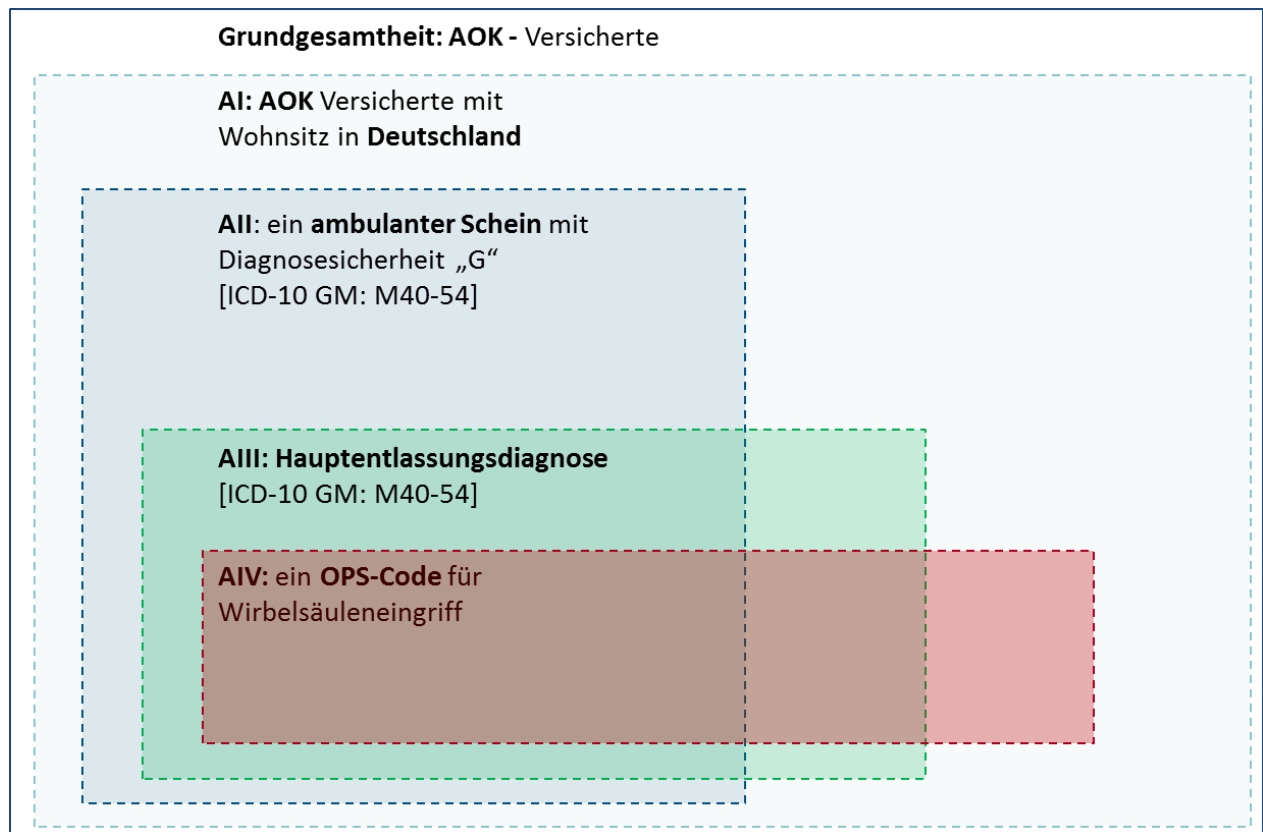 Grundgesamtheit: AOK - Versicherte
AI: AOK Versicherte mit
Wohnsitz in Deutschland
AII: ein ambulanter Schein mit
Diagnosesicherheit „G“
[ICD-10 GM: M40-54]
AIII: Hauptentlassungsdiagnose
[ICD-10 GM: M40-54]
AIV: ein OPS-Code für
Wirbelsäuleneingriff